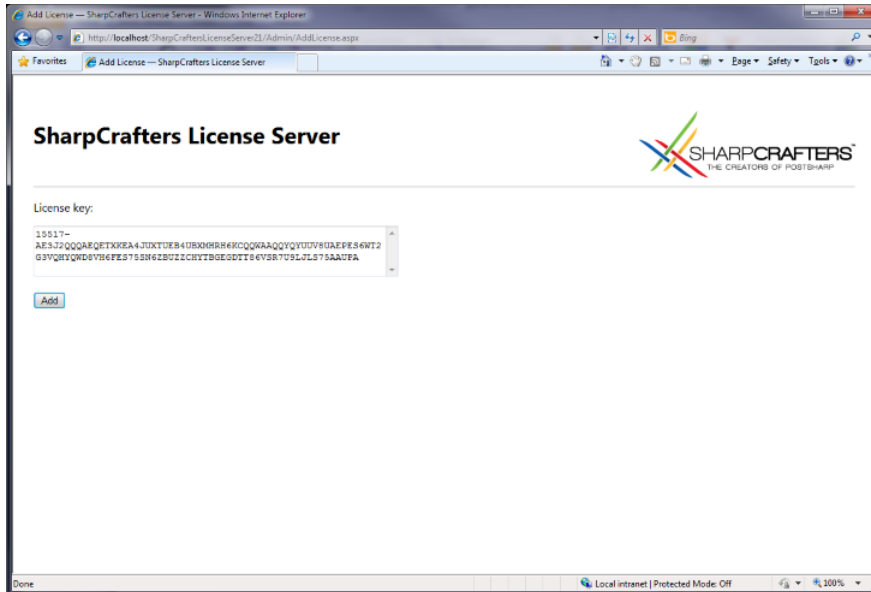 Add License — SharpCrafters License Server - Windows Internet Explorer
http://localhost/SharpCraftersLicenseServer21/Admin/AddLicense.aspx
Bing
Favorites
Add License — SharpCrafters License Server
Page
Safety
Tools
SharpCrafters License Server
SHARPCRAFTERS™
THE CREATORS OF POSTSHARP
License key:
15517-
AE3J2QQQAEQETXKEA4JUXTUEB4UBXMHRH6KCQQWAAQQYQYUUV8UAEPES6WT2
G3VQHYQWD8VH6FES75SN6ZBUZZCHYTBGEGDTT86VSR7U9LJLS75AAUPA
Add
Done
Local intranet | Protected Mode: Off
100%